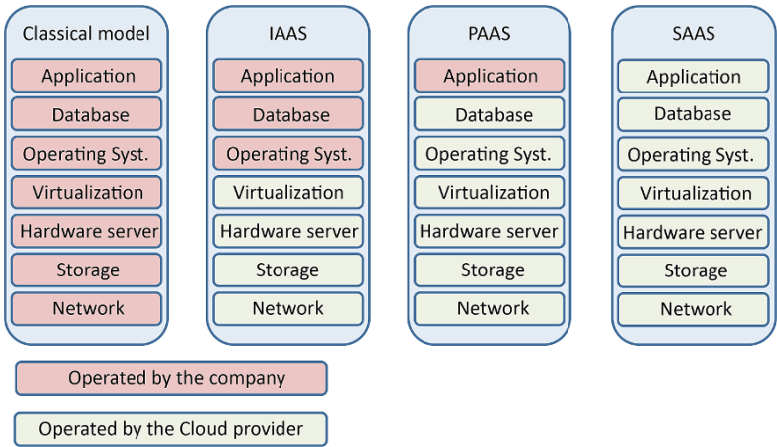 Classical model
Application
Database
Operating Syst.
Virtualization
Hardware server
Storage
Network
IAAS
Application
Database
Operating Syst.
Virtualization
Hardware server
Storage
Network
PAAS
Application
Database
Operating Syst.
Virtualization
Hardware server
Storage
Network
SAAS
Application
Database
Operating Syst.
Virtualization
Hardware server
Storage
Network
Operated by the company
Operated by the Cloud provider